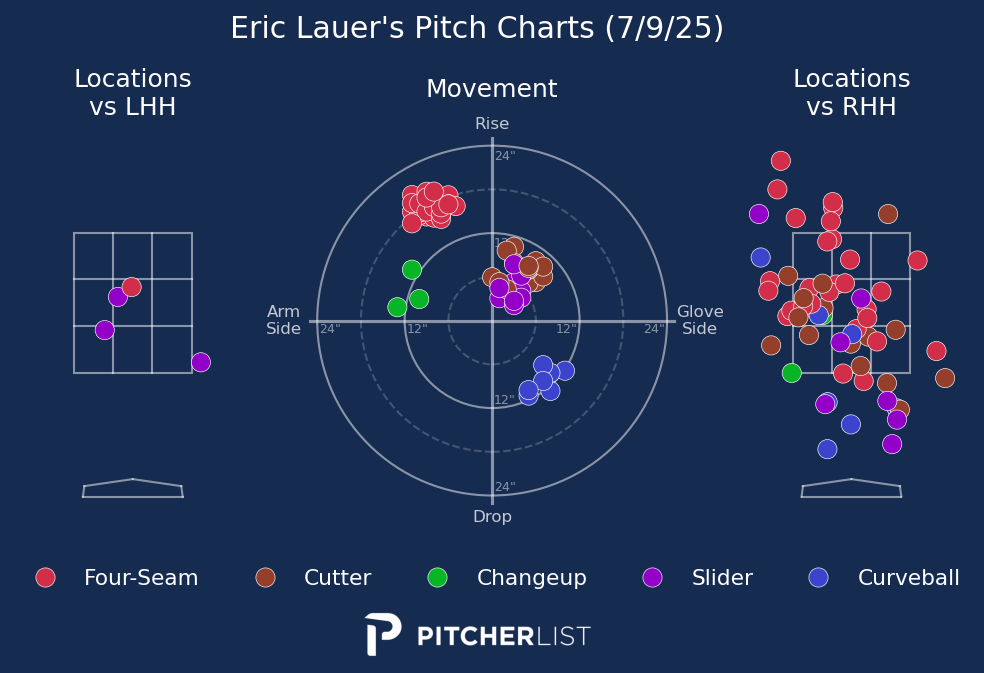 Eric Lauer's Pitch Charts (7/9/25)
Locations
vs LHH
Movement
Locations
vs RHH
Rise
24"
12"
Arm
Side
24"
12"
12"
24"
Glove
Side
12"
24"
Drop
Four-Seam
Cutter
Changeup
Slider
Curveball
PITCHERLIST